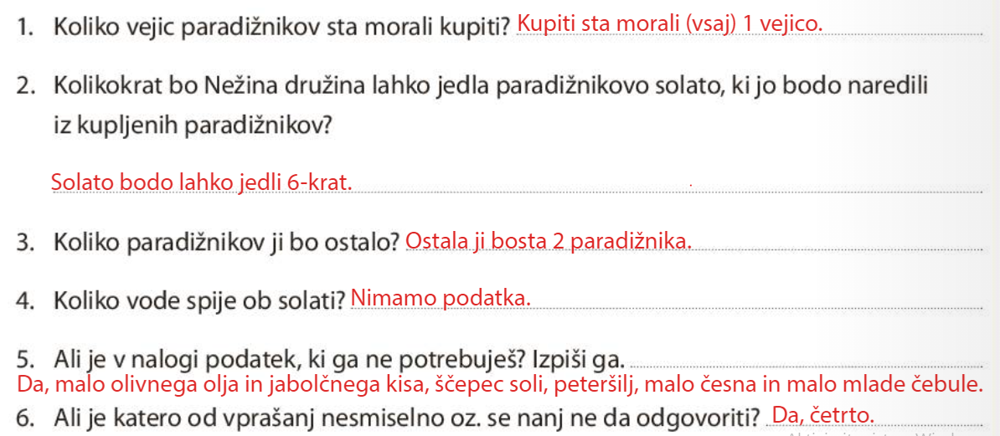 1. Koliko vejic paradižnikov sta morali kupiti? Kupiti sta morali (vsaj) 1 vejico.
2. Kolikokrat bo Nežina družina lahko jedla paradižnikovo solato, ki jo bodo naredili
iz kupljenih paradižnikov?
Solato bodo lahko jedli 6-krat.
3. Koliko paradižnikov ji bo ostalo? Ostala ji bosta 2 paradižnika.
4. Koliko vode spije ob solati? Nimamo podatka.
5. Ali je v nalogi podatek, ki ga ne potrebuješ? Izpiši ga.
Da, malo olivnega olja in jabolčnega kisa, ščepec soli, peteršilj, malo česna in malo mlade čebule.
6. Ali je katero od vprašanj nesmiselno oz. se nanj ne da odgovoriti? Da, četrto.